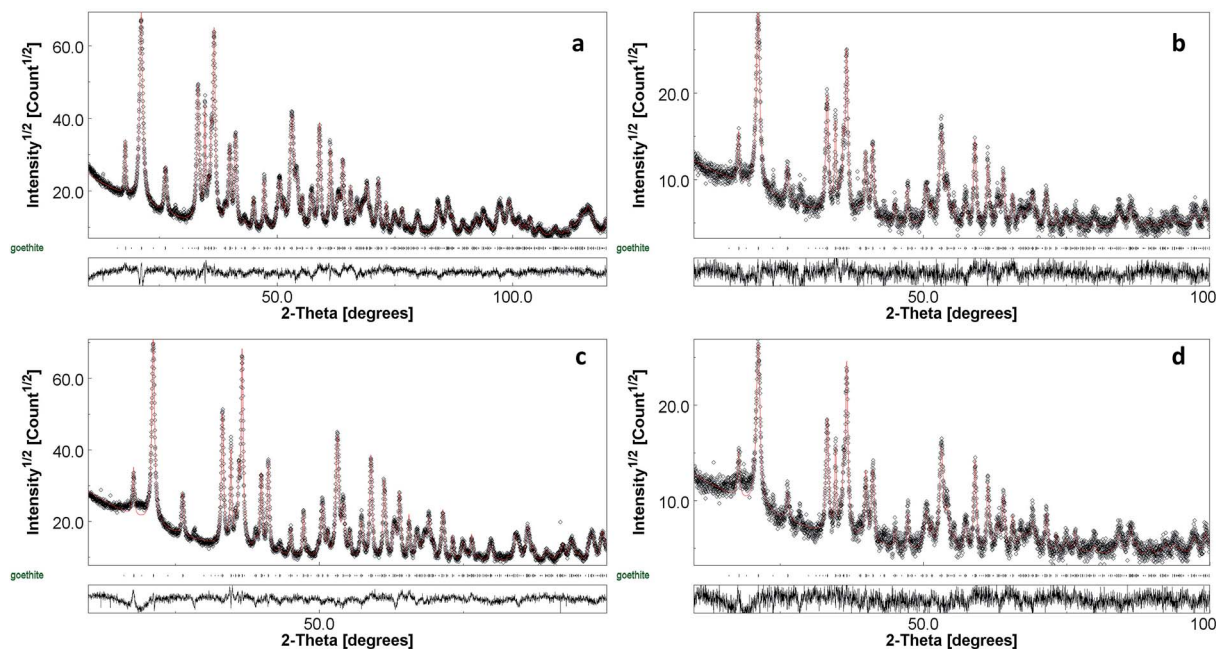 a
Intensity1/2 [Count1/2]
60.0
40.0
20.0
goethite
50.0
100.0
2-Theta [degrees]
b
Intensity1/2 [Count1/2]
20.0
10.0
goethite
50.0
100
2-Theta [degrees]
c
Intensity1/2 [Count1/2]
60.0
40.0
20.0
goethite
50.0
2-Theta [degrees]
d
Intensity1/2 [Count1/2]
20.0
10.0
goethite
50.0
100
2-Theta [degrees]